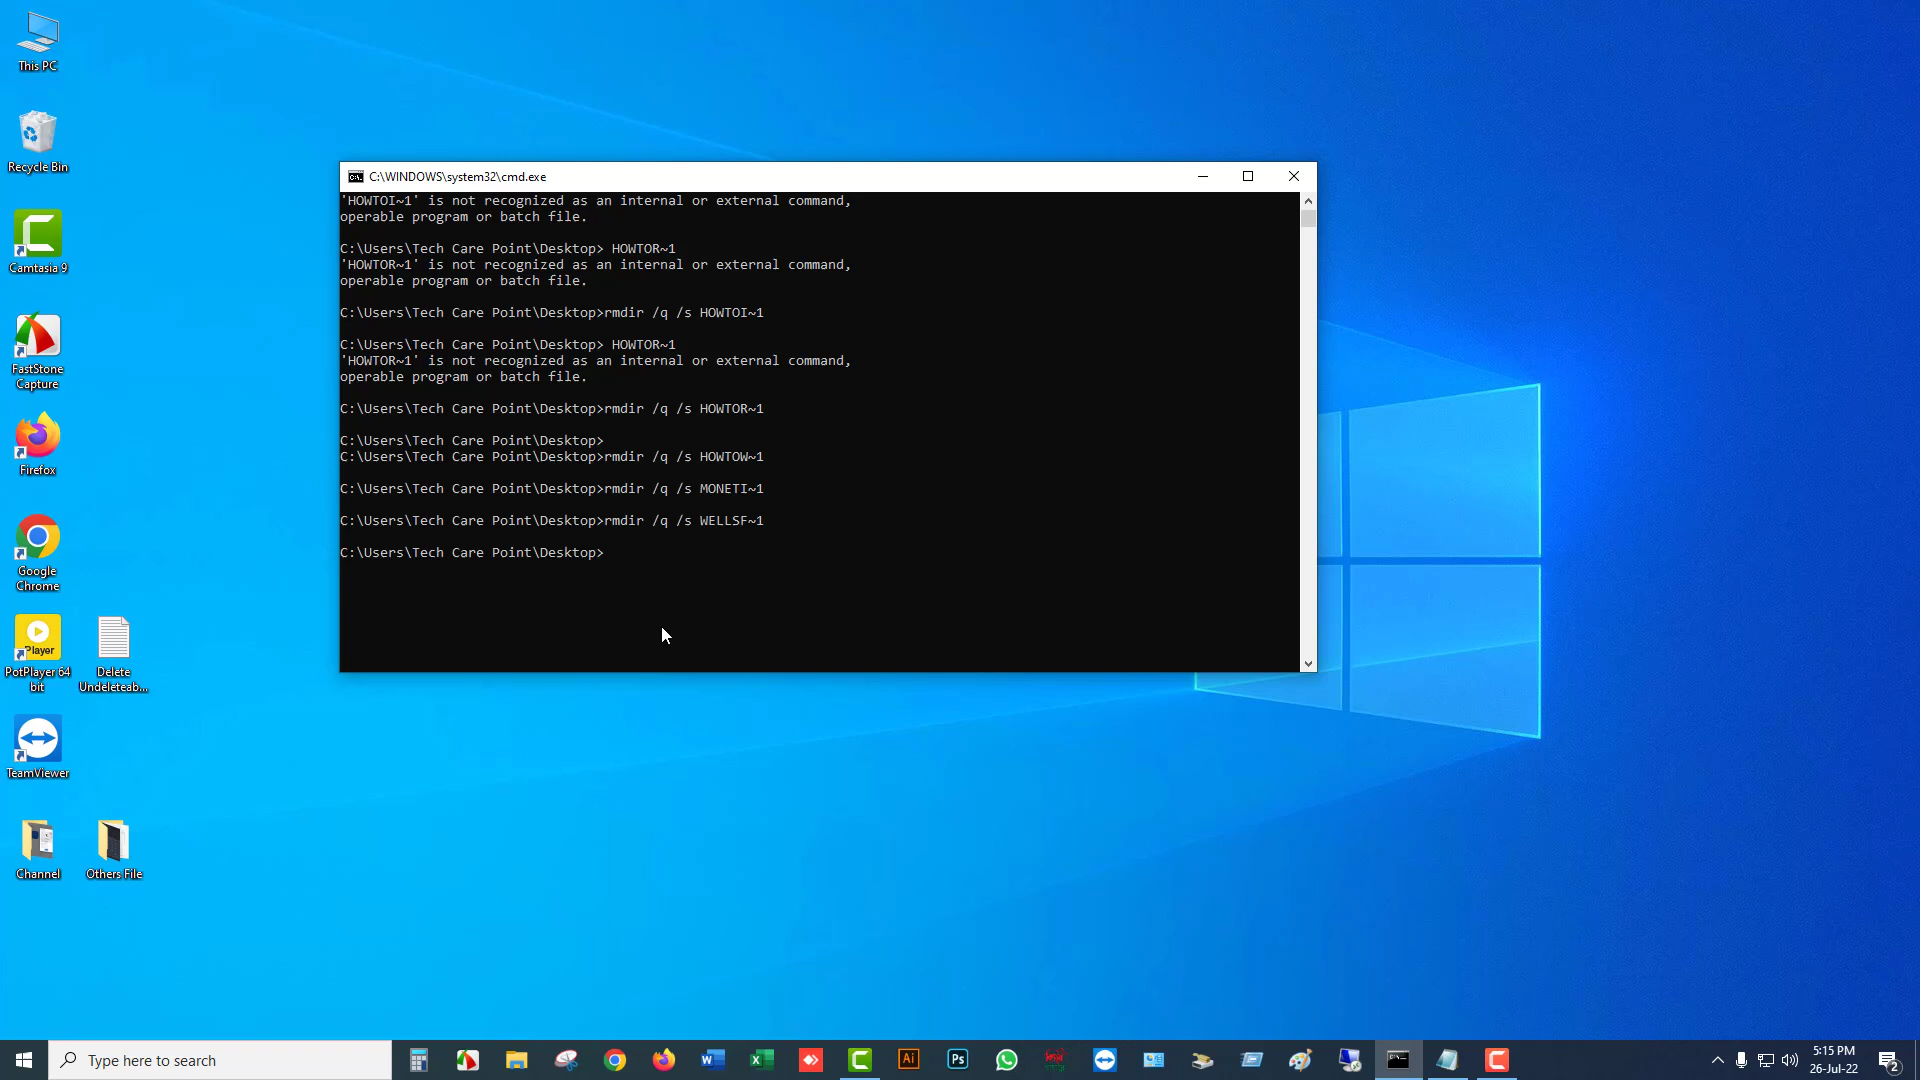 This PC
Recycle Bin
Camtasia 9
FastStone
Capture
Firefox
Google
Chrome
Player
PotPlayer 64
bit
Delete
Undeleteab...
TeamViewer
Channel
Others File
C:\WINDOWS\system32\cmd.exe
'HOWTOI~1' is not recognized as an internal or external command,
operable program or batch file.
C:\Users\Tech Care Point\Desktop> HOWTOR~1
'HOWTOR~1' is not recognized as an internal or external command,
operable program or batch file.
C:\Users\Tech Care Point\Desktop>rmdir /q /s HOWTOI~1
C:\Users\Tech Care Point\Desktop> HOWTOR~1
'HOWTOR~1' is not recognized as an internal or external command,
operable program or batch file.
C:\Users\Tech Care Point\Desktop>rmdir /q /s HOWTOR~1
C:\Users\Tech Care Point\Desktop>
C:\Users\Tech Care Point\Desktop>rmdir /q /s HOWTOW~1
C:\Users\Tech Care Point\Desktop>rmdir /q /s MONETI~1
C:\Users\Tech Care Point\Desktop>rmdir /q /s WELLSF~1
C:\Users\Tech Care Point\Desktop>
Type here to search
Ai
Ps
5:15 PM
26-Jul-22
2